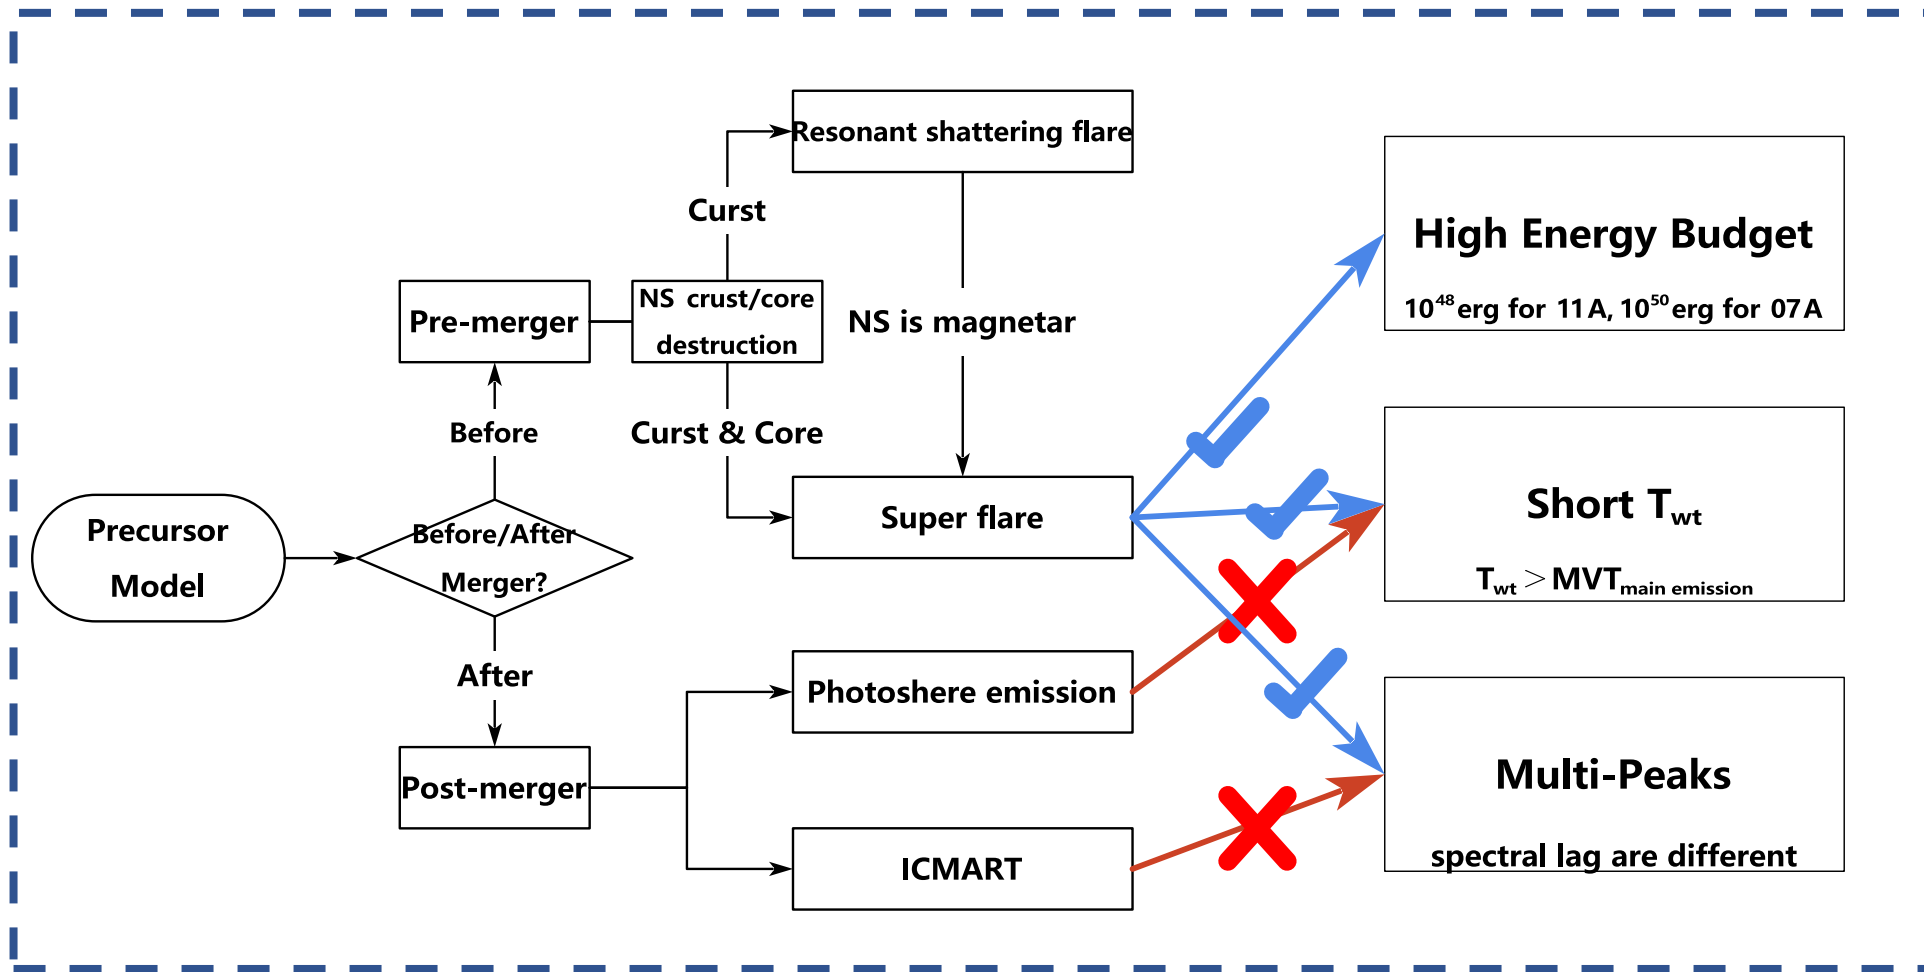 Resonant shattering flare
Curst
Pre-merger
NS crust/core
destruction
NS is magnetar
Before
Curst & Core
Precursor
Model
Before/After
Merger?
Super flare
After
Photoshere emission
Post-merger
ICMART
High Energy Budget
10⁴⁸erg for 11A, 10⁵⁰erg for 07A
Short T_wt
T_wt > MVT_main emission
Multi-Peaks
spectral lag are different